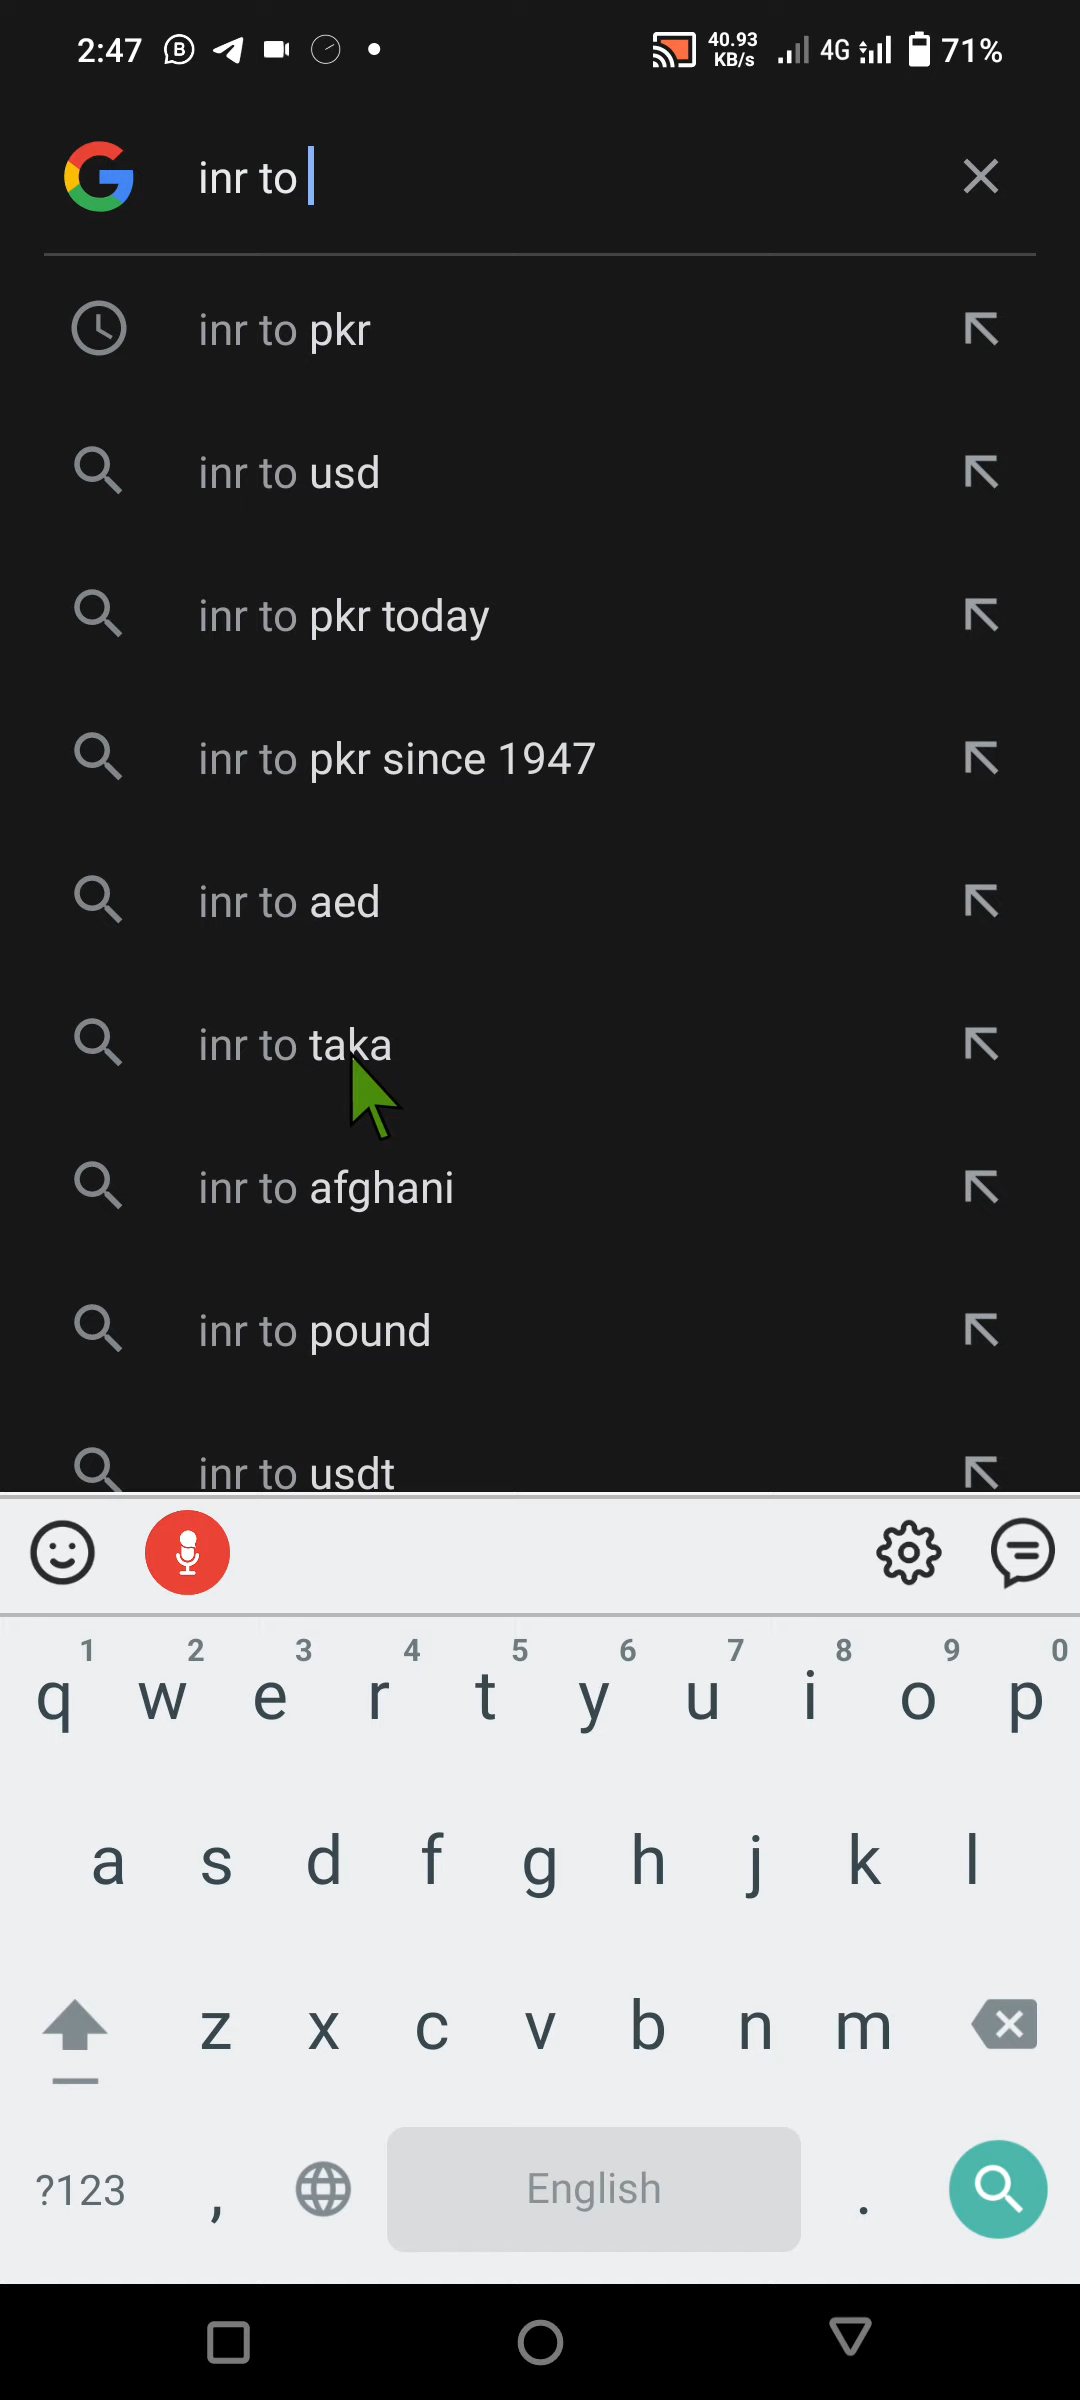 2:47 B 40.93 KB/s 4G 71%
inr to
inr to pkr
inr to usd
inr to pkr today
inr to pkr since 1947
inr to aed
inr to taka
inr to afghani
inr to pound
inr to usdt
1 2 3 4 5 6 7 8 9 0
q w e r t y u i o p
a s d f g h j k l
z x c v b n m
?123 , English .